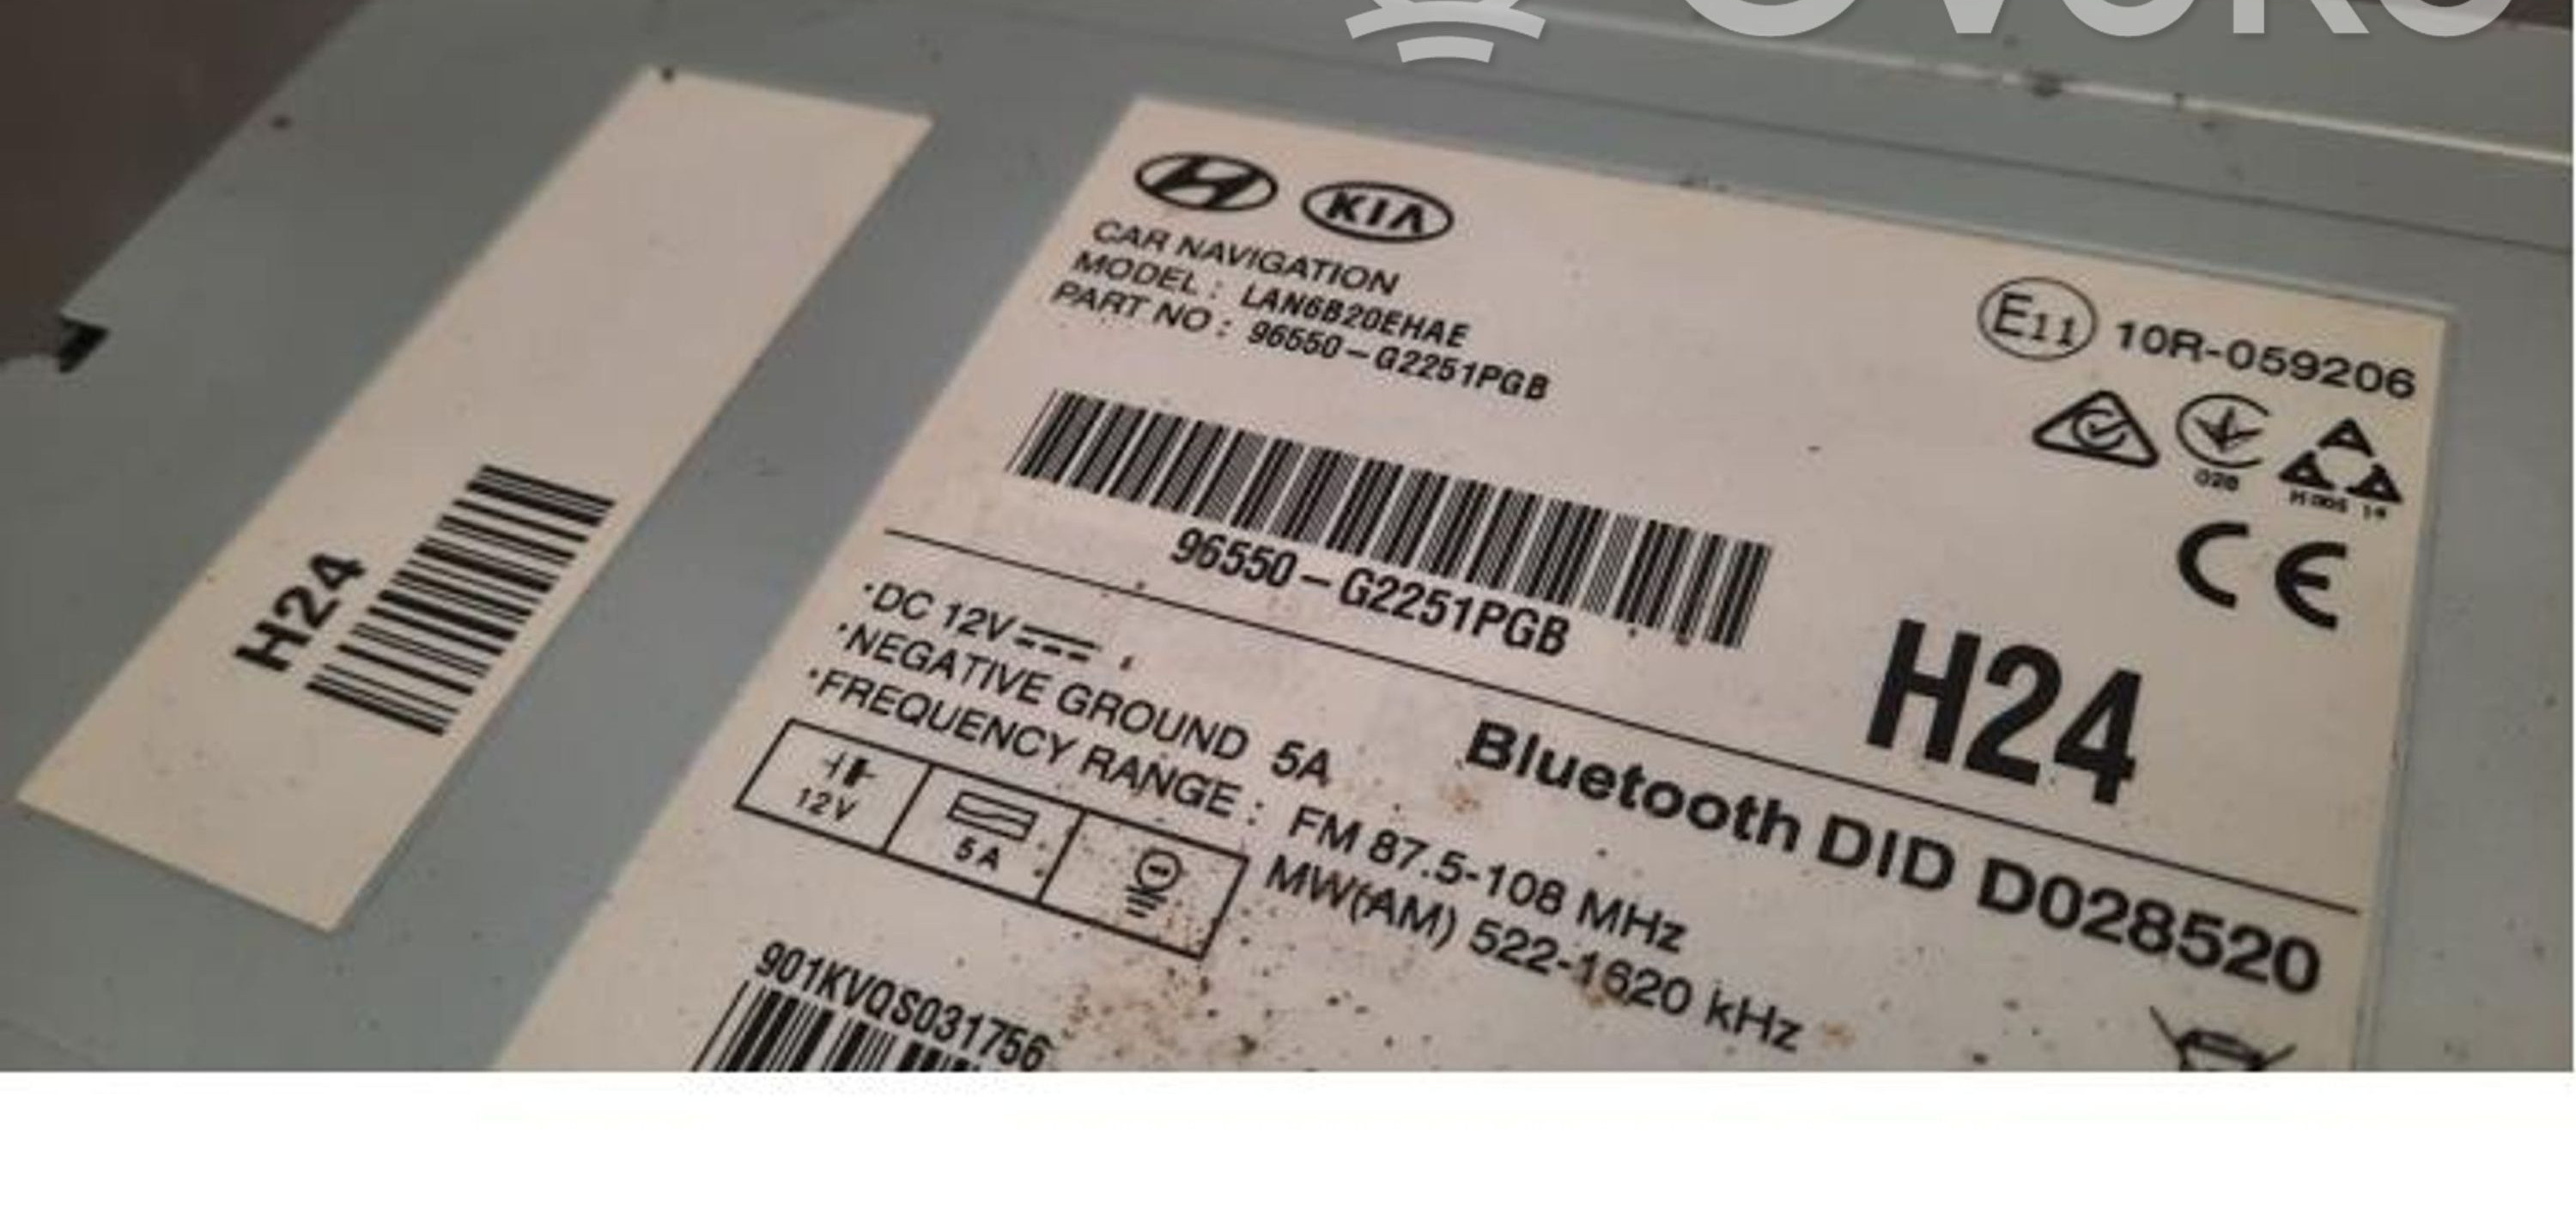 KIA
CAR NAVIGATION
MODEL : LAN6B20EHAE
PART NO : 96550-G2251PGB
E11 10R-059206
028
96550-G2251PGB
CE
H24
H24
·DC 12V
·NEGATIVE GROUND 5A
·FREQUENCY RANGE : FM 87.5-108 MHz
MW(AM) 522-1620 kHz
Bluetooth DID D028520
12V
5A
901KVQS031756